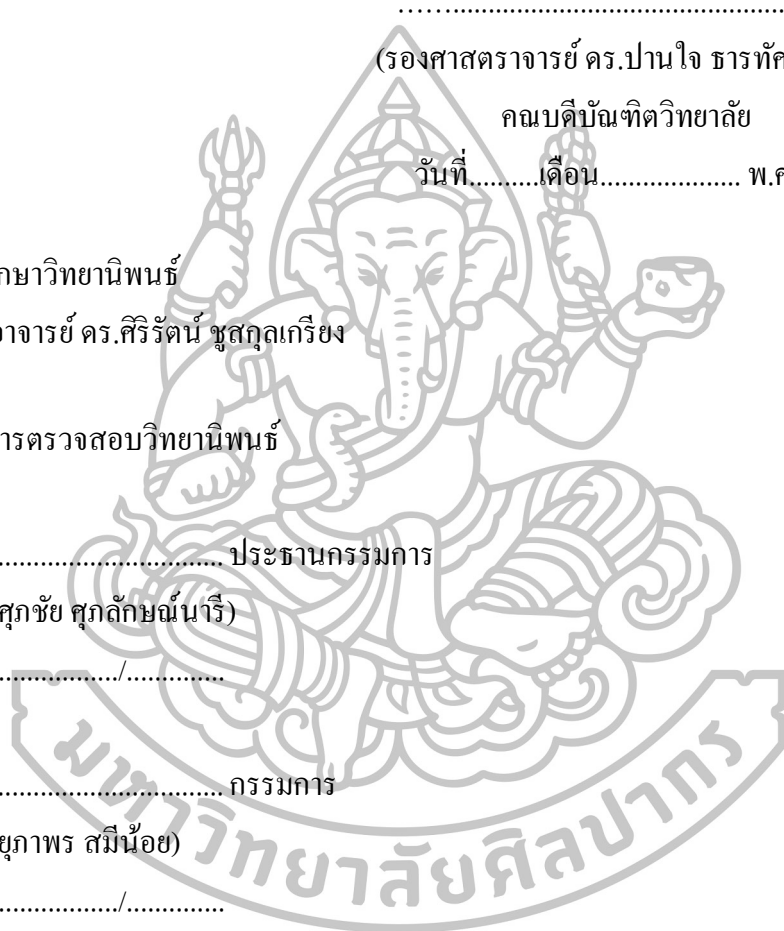 ……................................................
(รองศาสตราจารย์ ดร.ปานใจ ธารทัศ
คณบดีบัณฑิตวิทยาลัย
วันที่..........เดือน.................... พ.ศ
กษาวิทยานิพนธ์
อาจารย์ ดร.ศิริรัตน์ ชูสกุลเกรียง
ารตรวจสอบวิทยานิพนธ์
................................ ประธานกรรมการ
ศุภชัย ศุภลักษณ์นารี)
................./..............
................................ กรรมการ
ยุภาพร สมีน้อย)
................./..............
มหาวิทยาลัยศิลปากร